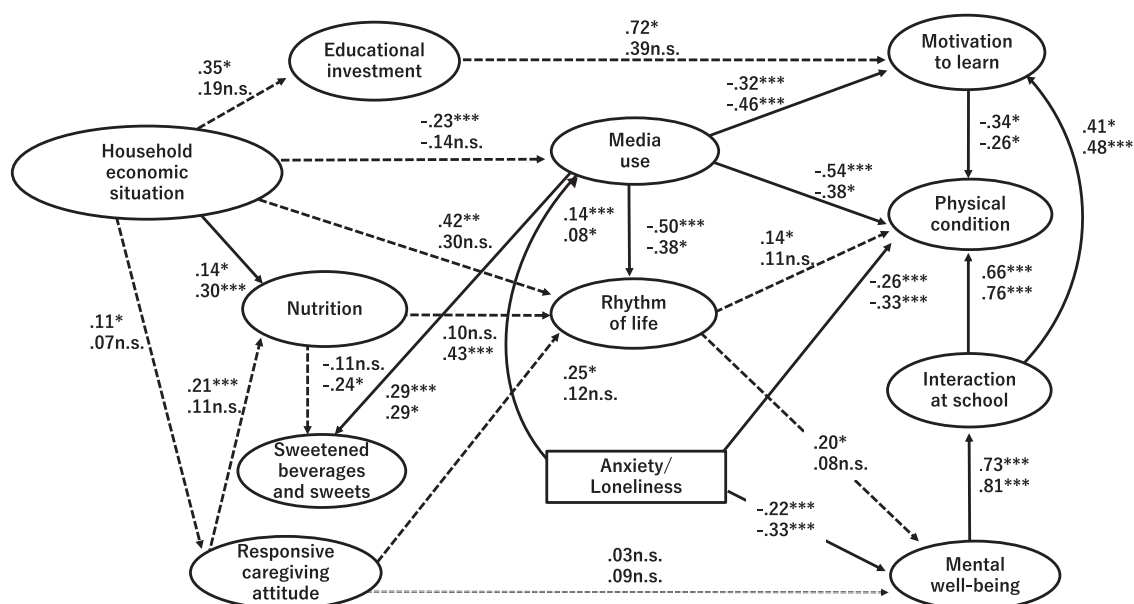 Educational
investment
.72*
.39n.s.
Motivation
to learn
.35*
.19n.s.
-.32***
-.46***
-.23***
-.14n.s.
Household
economic
situation
Media
use
-.34*
-.26*
.41*
.48***
-.54***
-.38*
Physical
condition
.42**
.30n.s.
.14***
.08*
-.50***
-.38*
.14*
.11n.s.
.14*
.30***
Nutrition
Rhythm
of life
-.26***
-.33***
.66***
.76***
.11*
.07n.s.
.10n.s.
.43***
-.11n.s.
-.24*
.21***
.11n.s.
.29***
.29*
.25*
.12n.s.
Interaction
at school
Sweetened
beverages
and sweets
Anxiety/
Loneliness
.20*
.08n.s.
.73***
.81***
-.22***
-.33***
Responsive
caregiving
attitude
.03n.s.
.09n.s.
Mental
well-being